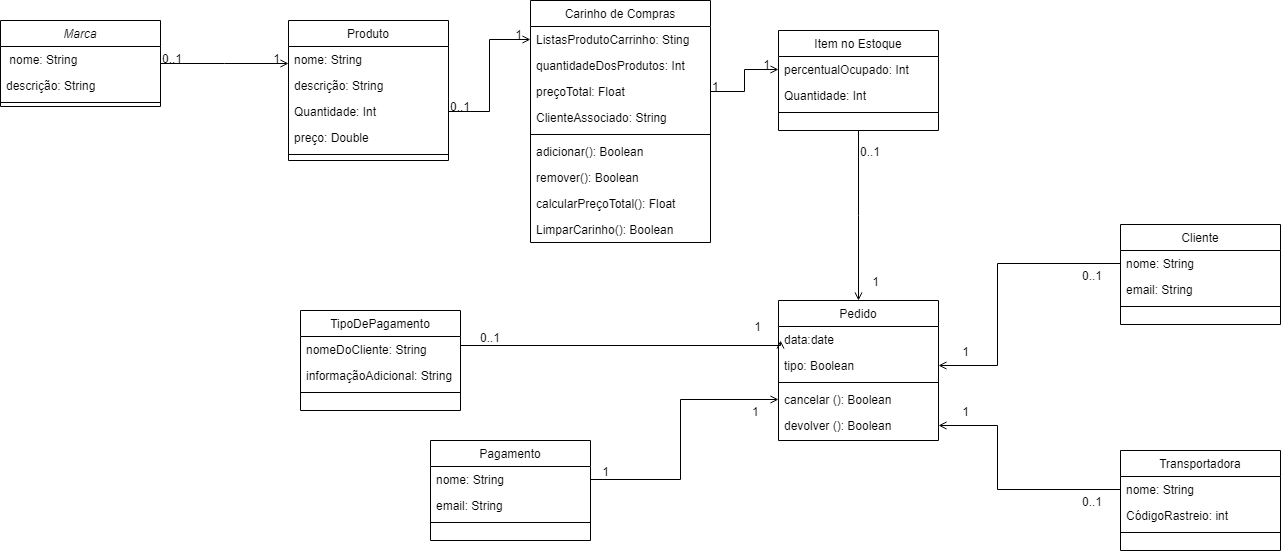 Marca
nome: String
descrição: String
0..1
1
Produto
nome: String
descrição: String
Quantidade: Int
preço: Double
0..1
1
Carinho de Compras
ListasProdutoCarrinho: Sting
quantidadeDosProdutos: Int
preçoTotal: Float
ClienteAssociado: String
adicionar(): Boolean
remover(): Boolean
calcularPreçoTotal(): Float
LimparCarinho(): Boolean
1
1
Item no Estoque
percentualOcupado: Int
Quantidade: Int
0..1
1
Cliente
nome: String
email: String
0..1
1
TipoDePagamento
nomeDoCliente: String
informaçãoAdicional: String
0..1
1
Pedido
data:date
tipo: Boolean
cancelar (): Boolean
devolver (): Boolean
Pagamento
nome: String
email: String
1
1
Transportadora
nome: String
CódigoRastreio: int
0..1
1